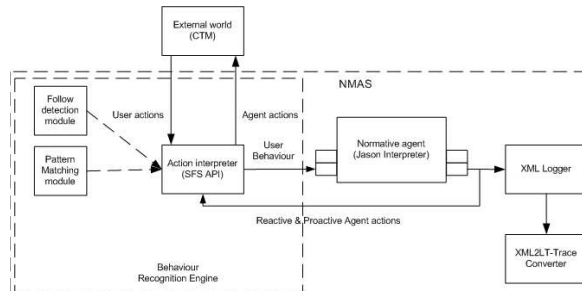 External world
(CTM)
NMAS
Follow
detection
module
User actions
Agent actions
Pattern
Matching
module
Action interpreter
(SFS API)
User
Behaviour
Normative agent
(Jason Interpreter)
XML Logger
Reactive & Proactive Agent actions
XML2LT-Trace
Converter
Behaviour
Recognition Engine